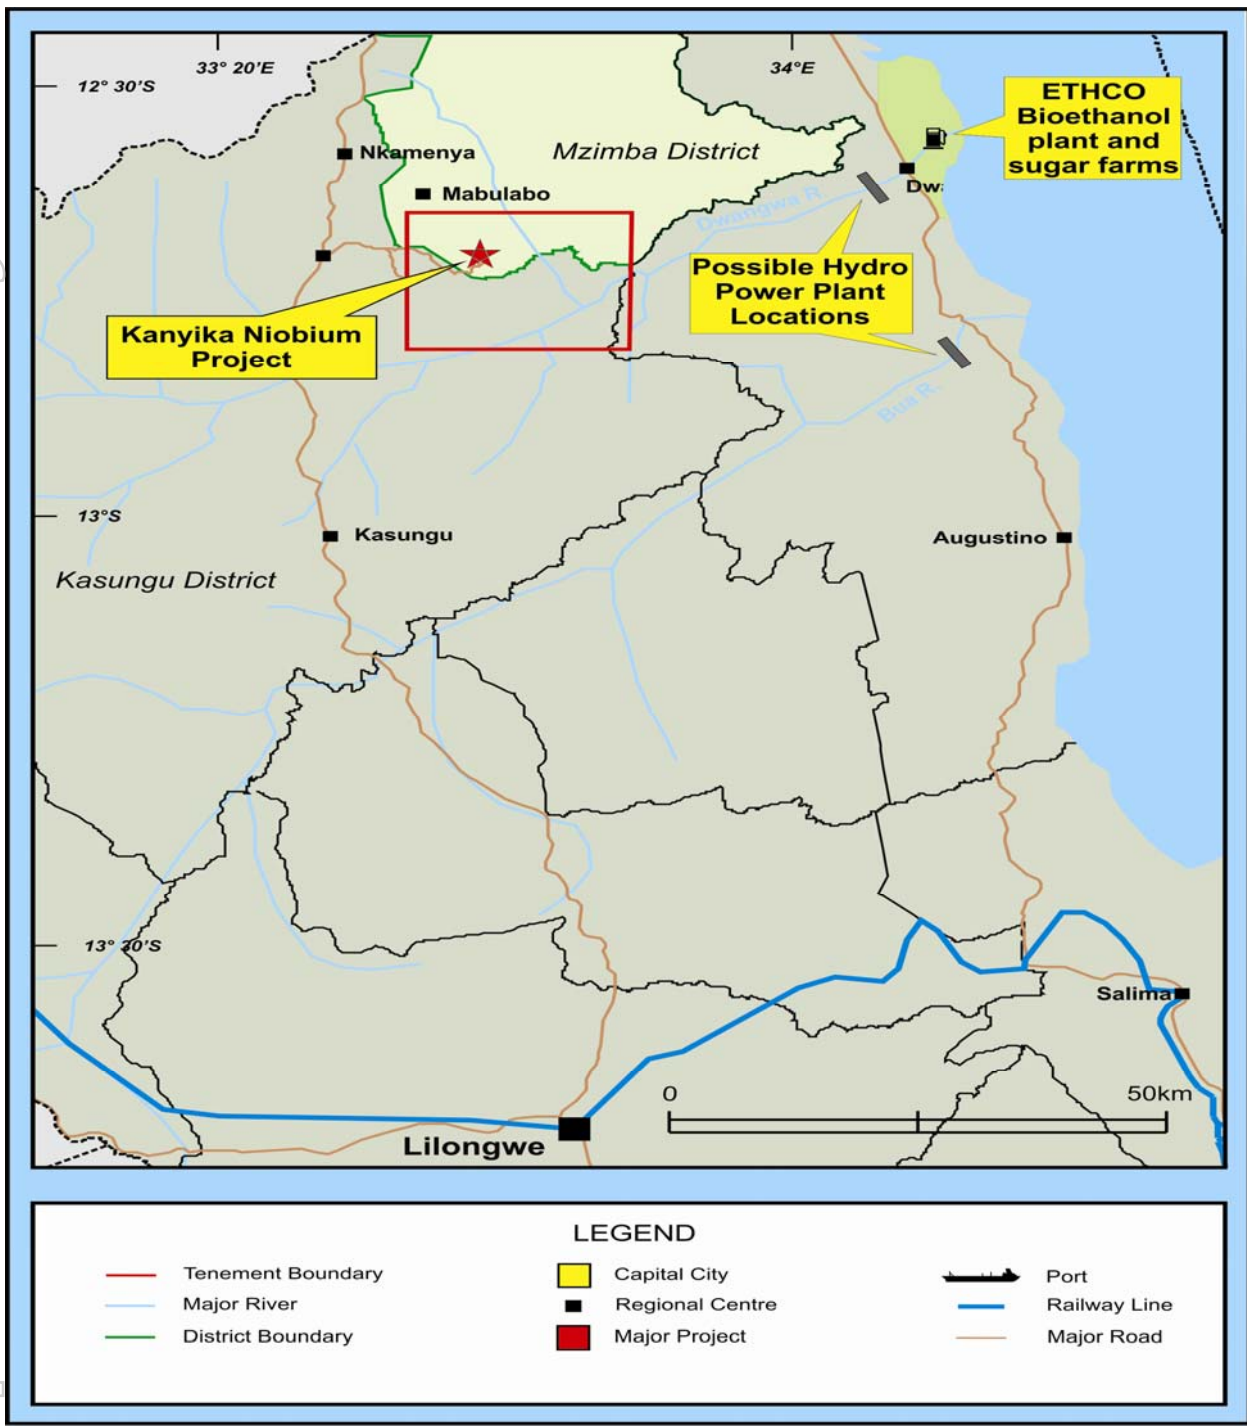 33° 20'E
34°E
12° 30'S
ETHCO
Bioethanol
plant and
sugar farms
Nkamenya
Mzimba District
Mabulabo
Dwangwa R.
Possible Hydro
Power Plant
Locations
Kanyika Niobium
Project
Bua R.
13°S
Kasungu
Augustino
Kasungu District
13° 30'S
Salima
0
50km
Lilongwe
LEGEND
Tenement Boundary
Capital City
Port
Major River
Regional Centre
Railway Line
District Boundary
Major Project
Major Road